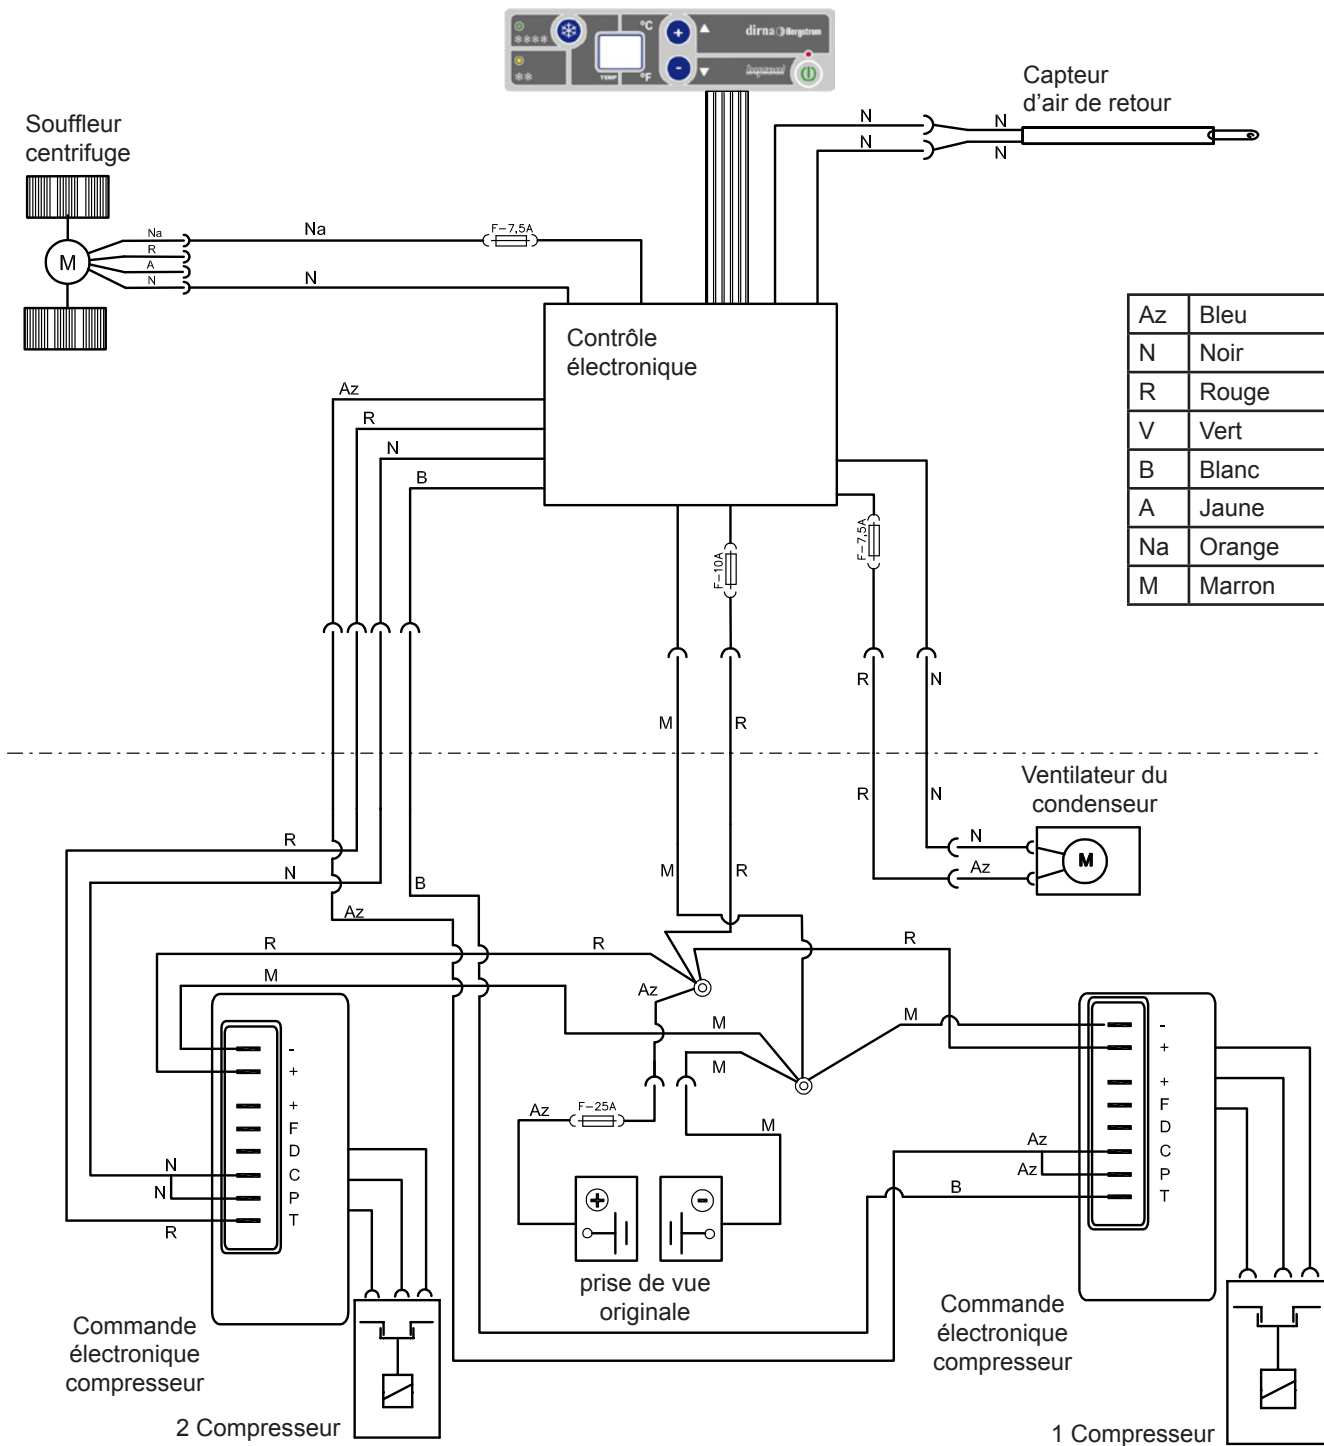 °C
dirna Bergstrom
°F
TEMP
+
-
Capteur
d'air de retour
N
N
N
N
Souffleur
centrifuge
M
Na
R
A
N
Na
N
F-7,5A
Contrôle
électronique
Az Bleu
N Noir
R Rouge
V Vert
B Blanc
A Jaune
Na Orange
M Marron
Az
R
N
B
F-10A
F-7,5A
M
R
R
N
R
N
Ventilateur du
condenseur
N
Az
M
R
N
B
Az
M
R
R
M
R
R
Az
M
M
M
Az
F-25A
M
-
+
+
F
D
C
P
T
N
N
R
-
+
+
F
D
C
P
T
Az
Az
B
+
-
prise de vue
originale
Commande
électronique
compresseur
2 Compresseur
Commande
électronique
compresseur
1 Compresseur